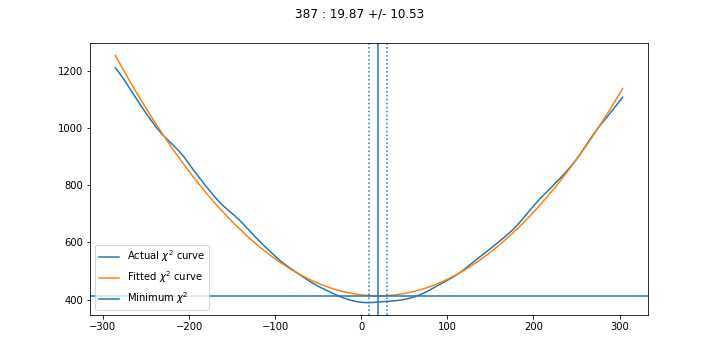 387 : 19.87 +/- 10.53
1200
1000
800
600
400
Actual χ² curve
Fitted χ² curve
Minimum χ²
−300 −200 −100 0 100 200 300